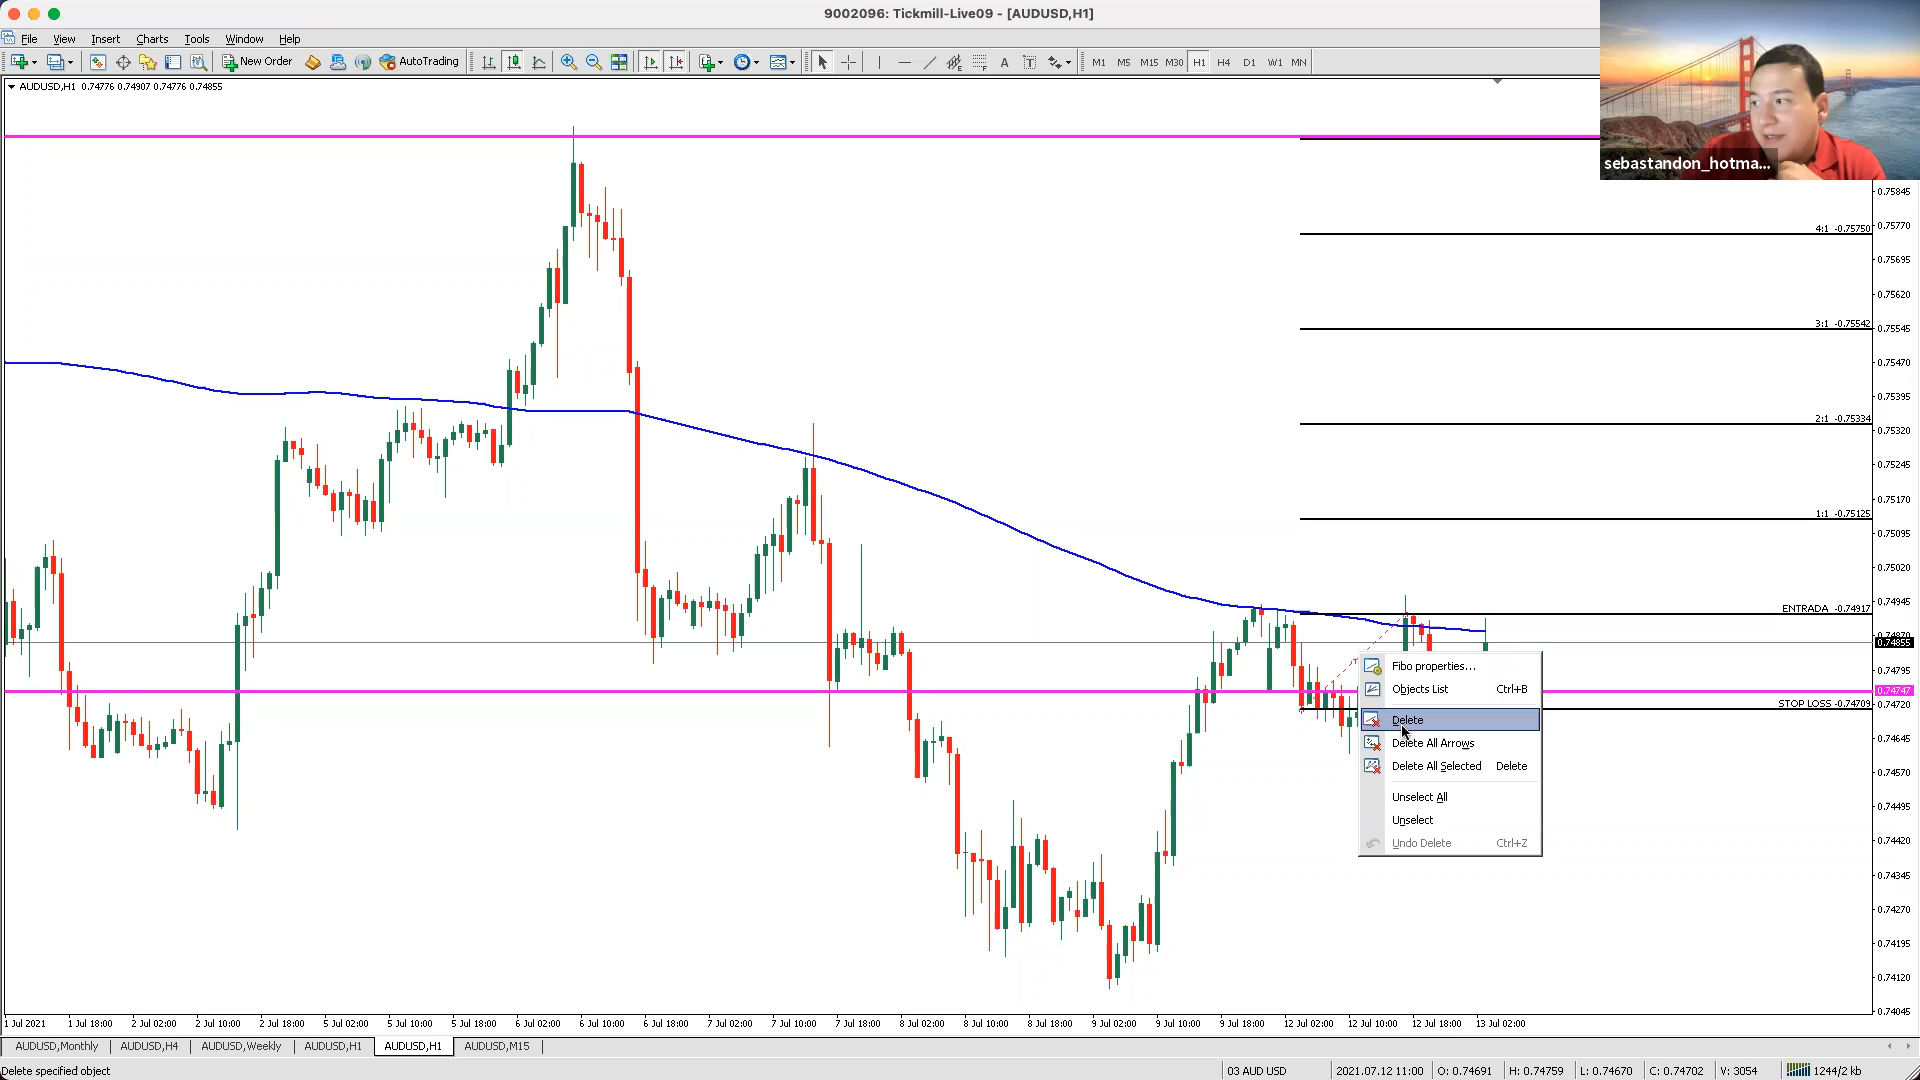 9002096: Tickmill-Live09 - [AUDUSD,H1]
File View Insert Charts Tools Window Help
New Order AutoTrading A T M1 M5 M15 M30 H1 H4 D1 W1 MN
AUDUSD,H1 0.74776 0.74907 0.74776 0.74855
sebastandon_hotma...
0.75845
0.75770
4:1 -0.75750
0.75695
0.75620
0.75545
3:1 -0.75542
0.75470
0.75395
2:1 -0.75334
0.75320
0.75245
0.75170
1:1 -0.75125
0.75095
0.75020
0.74945
ENTRADA -0.74917
0.74870
0.74855
0.74795
0.74747
STOP LOSS -0.74709
0.74720
0.74645
0.74570
0.74495
0.74420
0.74345
0.74270
0.74195
0.74120
0.74045
Fibo properties...
Objects List Ctrl+B
Delete
Delete All Arrows
Delete All Selected Delete
Unselect All
Unselect
Undo Delete Ctrl+Z
1 Jul 2021 1 Jul 18:00 2 Jul 02:00 2 Jul 10:00 2 Jul 18:00 5 Jul 02:00 5 Jul 10:00 5 Jul 18:00 6 Jul 02:00 6 Jul 10:00 6 Jul 18:00 7 Jul 02:00 7 Jul 10:00 7 Jul 18:00 8 Jul 02:00 8 Jul 10:00 8 Jul 18:00 9 Jul 02:00 9 Jul 10:00 9 Jul 18:00 12 Jul 02:00 12 Jul 10:00 12 Jul 18:00 13 Jul 02:00
AUDUSD,Monthly AUDUSD,H4 AUDUSD,Weekly AUDUSD,H1 AUDUSD,H1 AUDUSD,M15
Delete specified object 03 AUD USD 2021.07.12 11:00 O: 0.74691 H: 0.74759 L: 0.74670 C: 0.74702 V: 3054 1244/2 kb